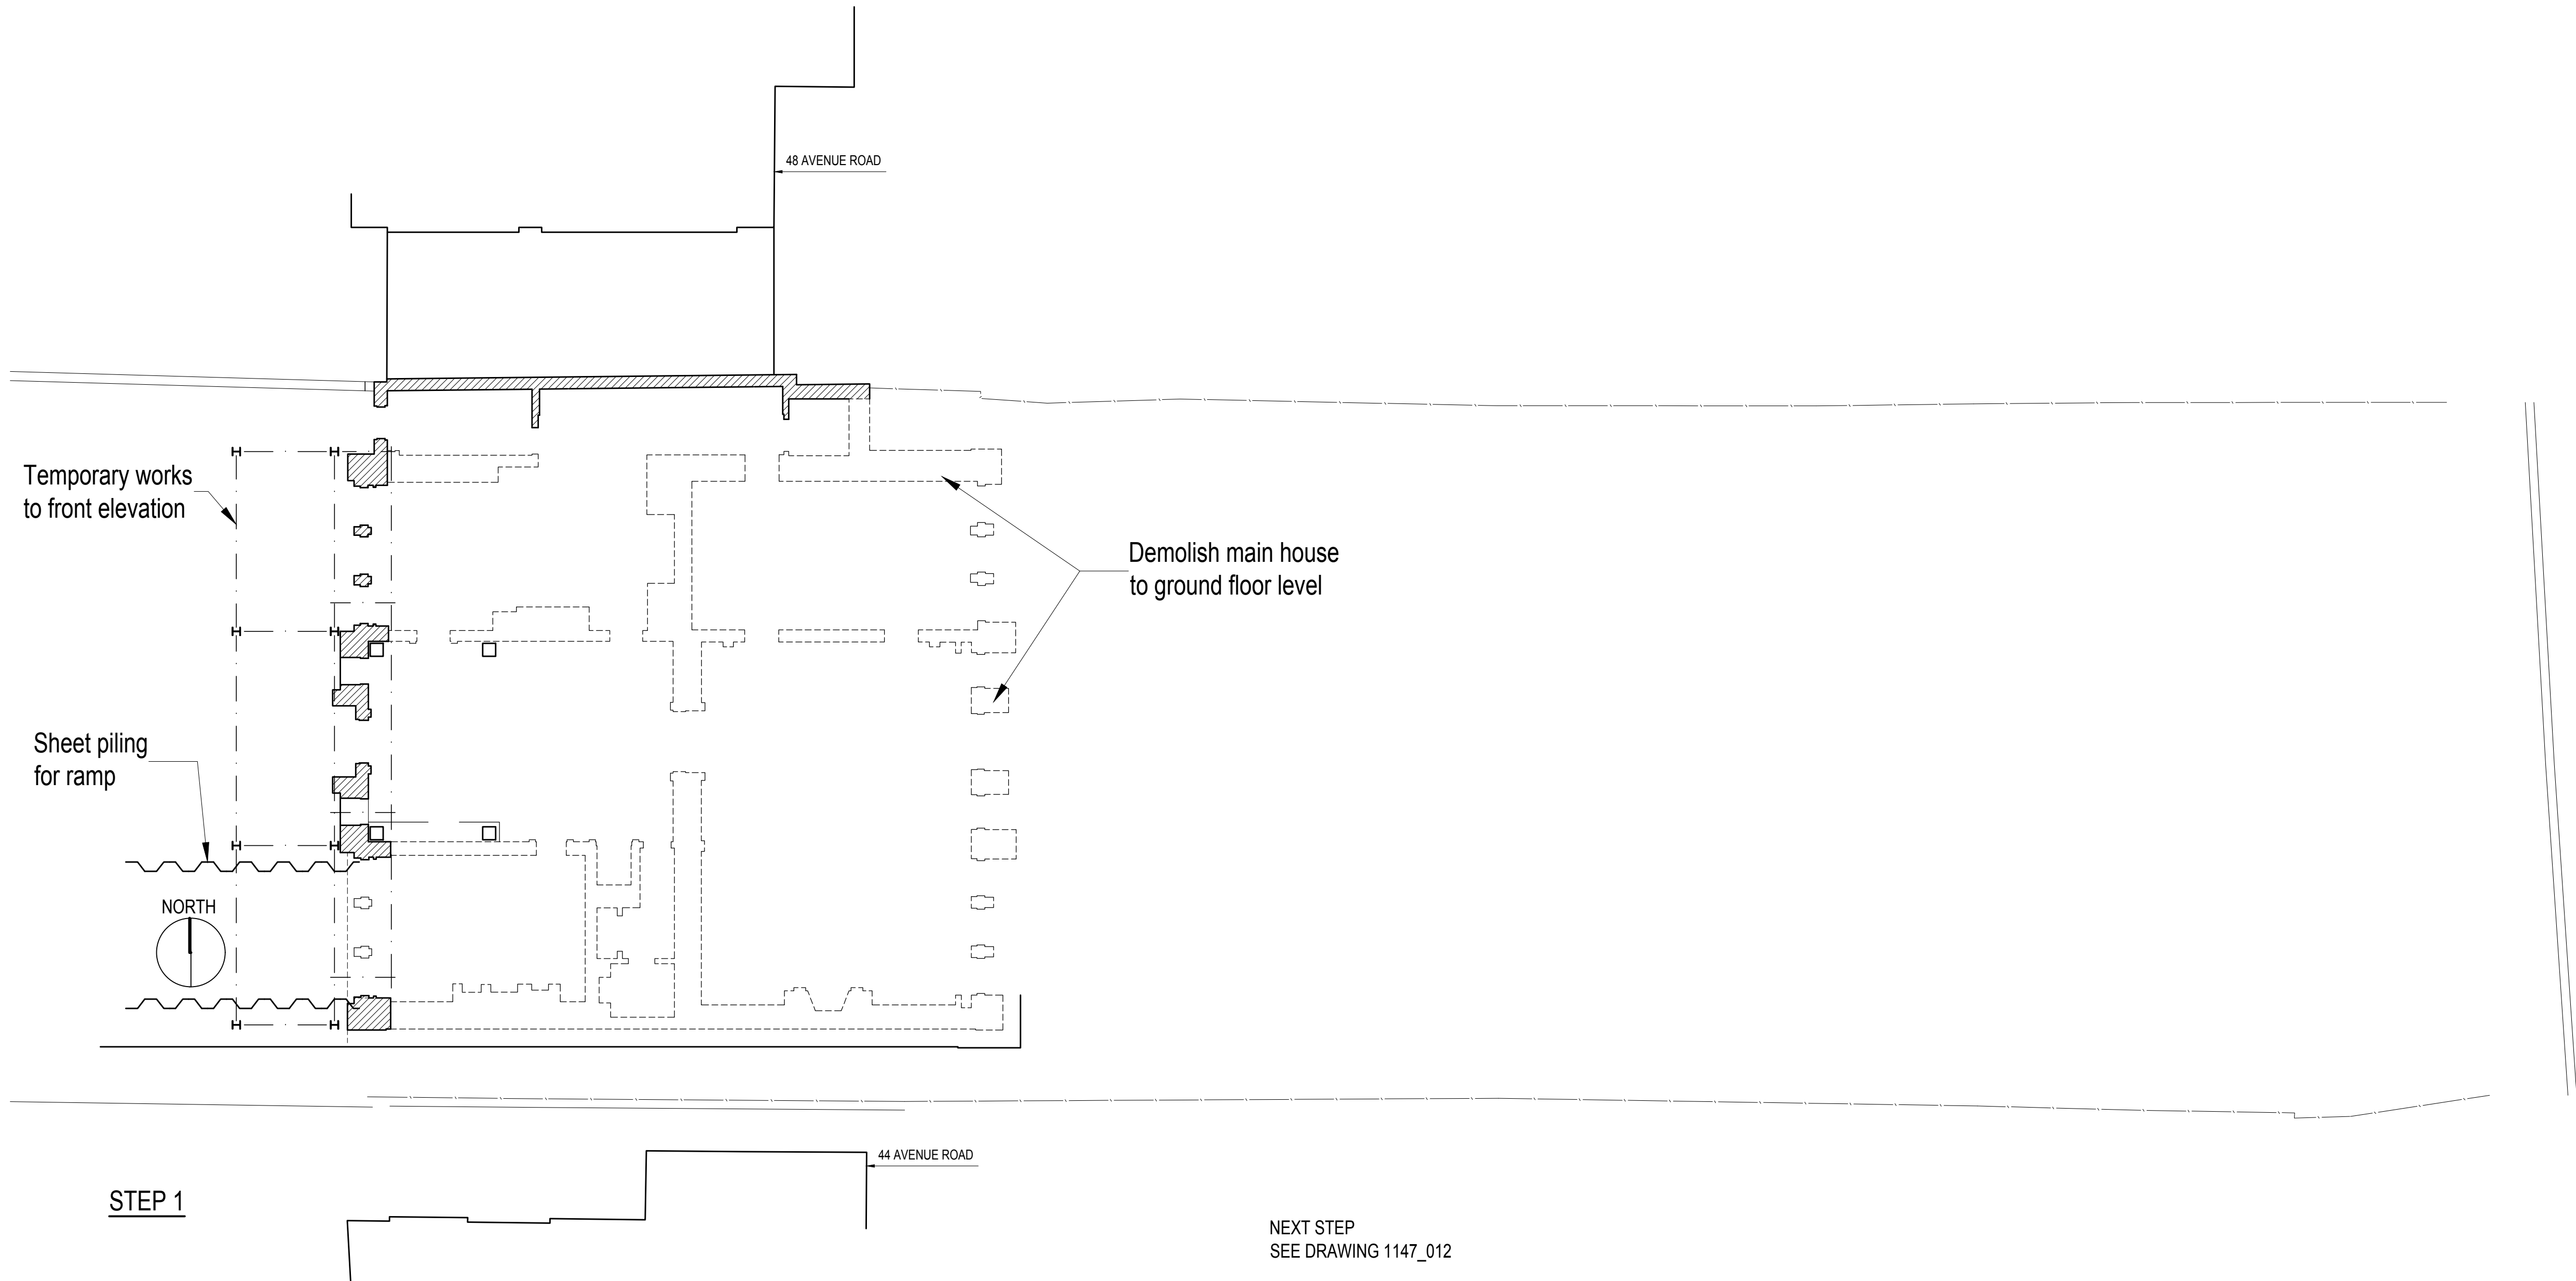 48 AVENUE ROAD
Temporary works
to front elevation
Demolish main house
to ground floor level
Sheet piling
for ramp
NORTH
44 AVENUE ROAD
STEP 1
NEXT STEP
SEE DRAWING 1147_012